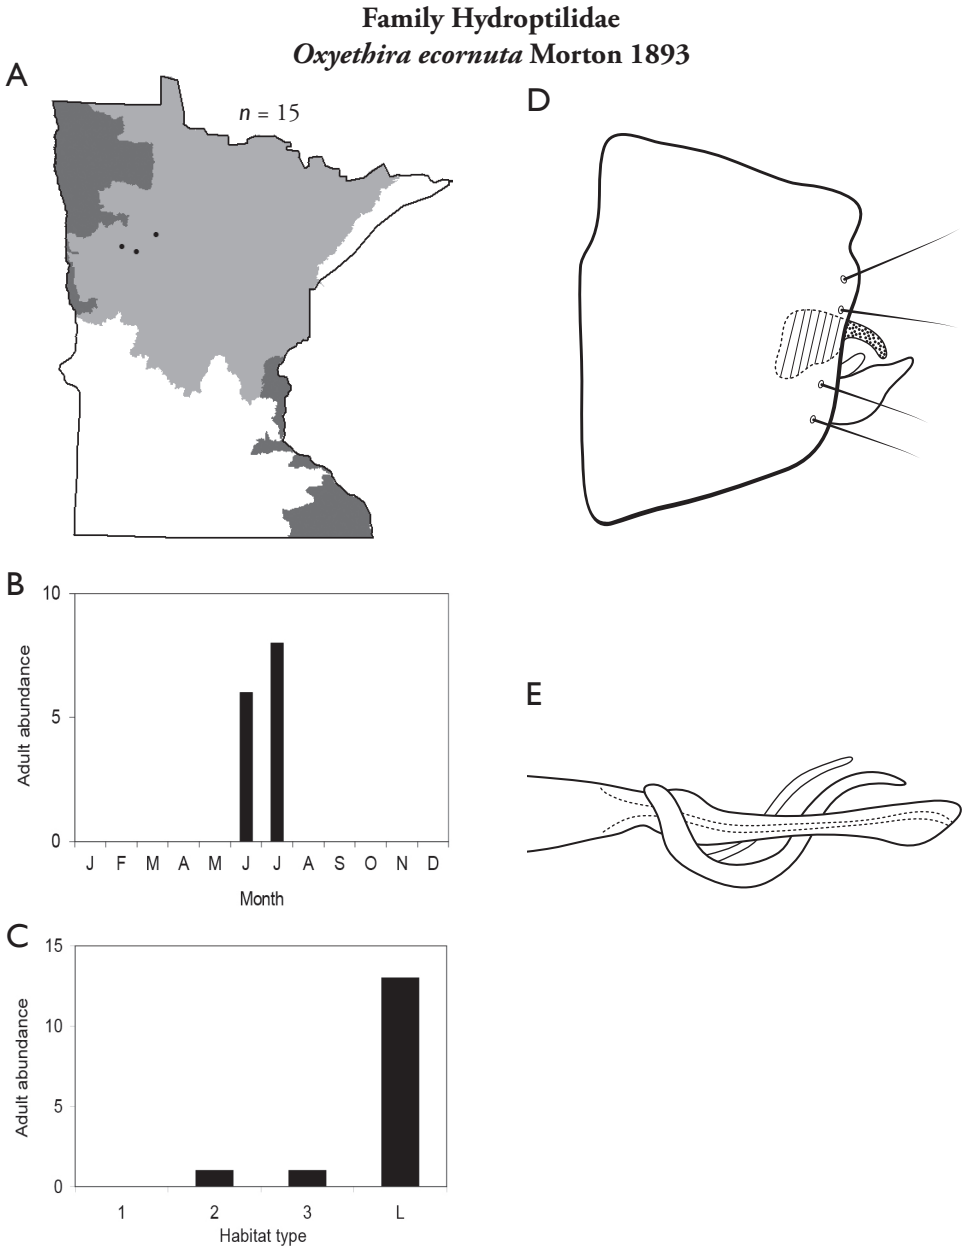 Family Hydroptilidae
Oxyethira ecornuta Morton 1893
A
n = 15
B
Adult abundance
10
5
0
J F M A M J J A S O N D
Month
C
Adult abundance
15
10
5
0
1 2 3 L
Habitat type
D
E